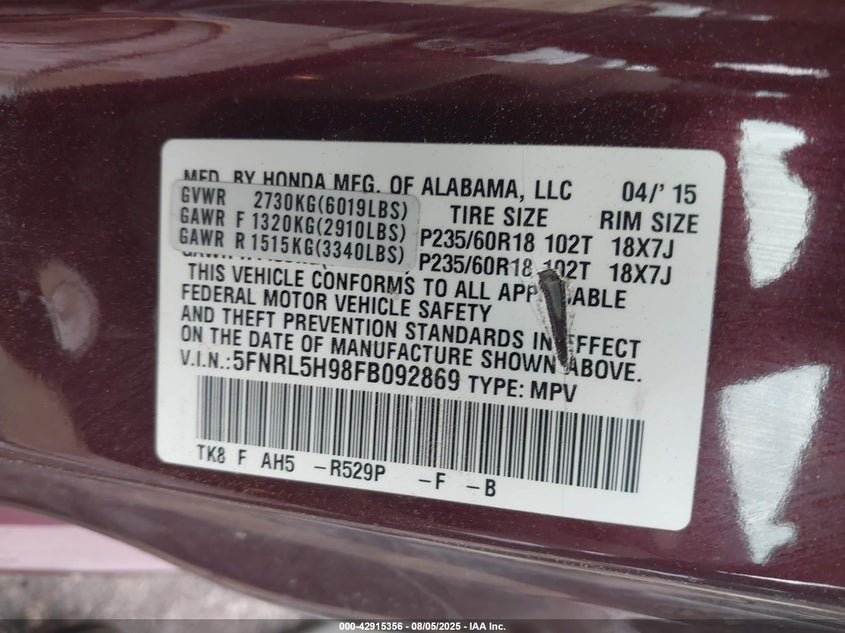 MFD. BY HONDA MFG. OF ALABAMA, LLC 04/' 15
GVWR 2730KG(6019LBS)
GAWR F 1320KG(2910LBS)
GAWR R 1515KG(3340LBS)
TIRE SIZE RIM SIZE
P235/60R18 102T 18X7J
P235/60R18 102T 18X7J
THIS VEHICLE CONFORMS TO ALL APP ABLE
FEDERAL MOTOR VEHICLE SAFETY
AND THEFT PREVENTION STANDARDS IN EFFECT
ON THE DATE OF MANUFACTURE SHOWN ABOVE.
V.I.N.:5FNRL5H98FB092869 TYPE: MPV
TK8 F AH5 -R529P -F -B
000-42915356 - 08/05/2025 - IAA Inc.